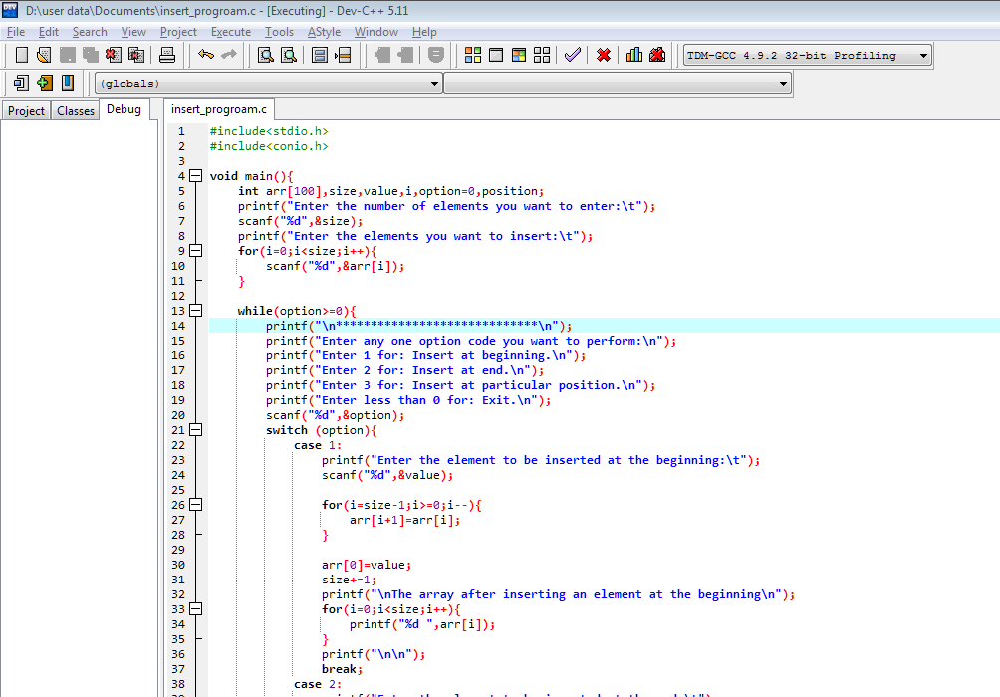 D:\user data\Documents\insert_prograom.c - [Executing] - Dev-C++ 5.11
File Edit Search View Project Execute Tools AStyle Window Help
TDM-GCC 4.9.2 32-bit Profiling
(globals)
Project Classes Debug insert_prograom.c
1 #include<stdio.h>
2 #include<conio.h>
3
4 void main(){
5 int arr[100],size,value,i,option=0,position;
6 printf("Enter the number of elements you want to enter:\t");
7 scanf("%d",&size);
8 printf("Enter the elements you want to insert:\t");
9 for(i=0;i<size;i++){
10 scanf("%d",&arr[i]);
11 }
12
13 while(option>=0){
14 printf("\n*****************************\n");
15 printf("Enter any one option code you want to perform:\n");
16 printf("Enter 1 for: Insert at beginning.\n");
17 printf("Enter 2 for: Insert at end.\n");
18 printf("Enter 3 for: Insert at particular position.\n");
19 printf("Enter less than 0 for: Exit.\n");
20 scanf("%d",&option);
21 switch (option){
22 case 1:
23 printf("Enter the element to be inserted at the beginning:\t");
24 scanf("%d",&value);
25
26 for(i=size-1;i>=0;i--){
27 arr[i+1]=arr[i];
28 }
29
30 arr[0]=value;
31 size+=1;
32 printf("\nThe array after inserting an element at the beginning\n");
33 for(i=0;i<size;i++){
34 printf("%d ",arr[i]);
35 }
36 printf("\n\n");
37 break;
38 case 2: